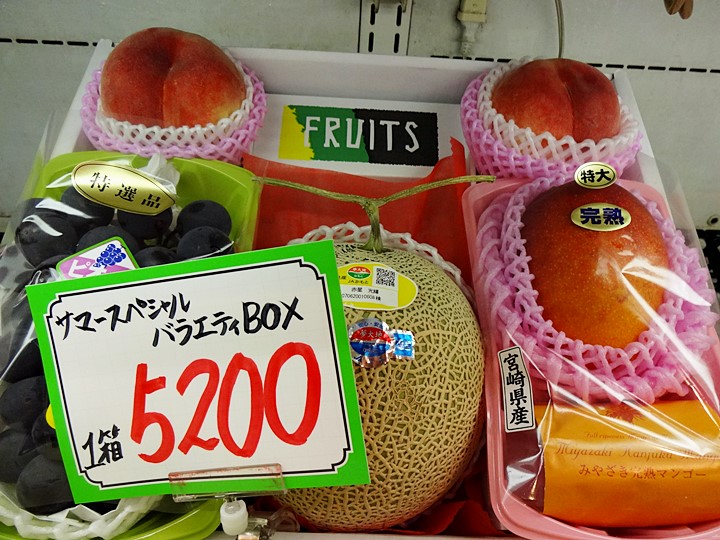 FRUITS
特選品
特大
完熟
サマースペシャル
バラエティBOX
1箱 5200
宮崎県産
Miyazaki Kanjuku
みやざき完熟マンゴー